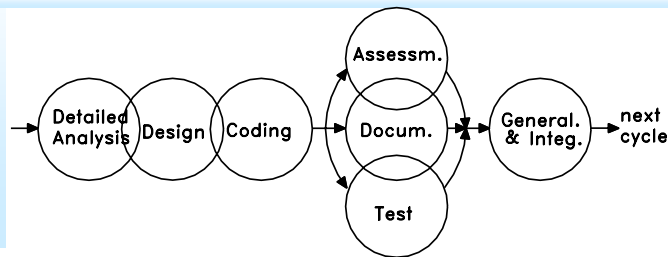 Assessm.
Detailed
Analysis
Design
Coding
Docum.
General.
& Integ.
next
cycle
Test